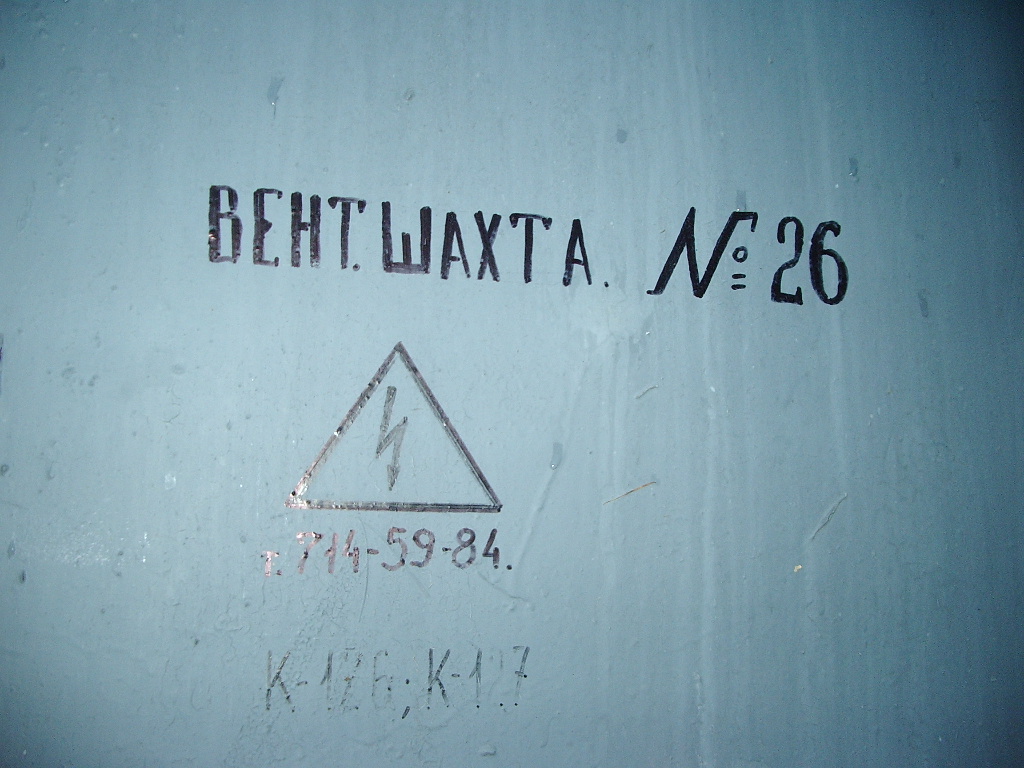 ВЕНТ. ШАХТА. № 26
т. 714-59-84.
К-126; К-127